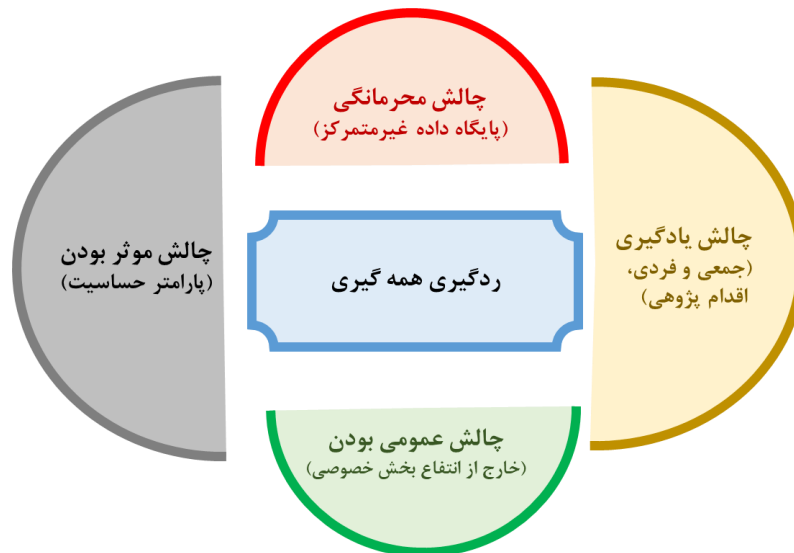 چالش محرمانگی
(پایگاه داده غیرمتمرکز)
چالش یادگیری
(جمعی و فردی،
اقدام پژوهی)
ردگیری همه گیری
چالش موثر بودن
(پارامتر حساسیت)
چالش عمومی بودن
(خارج از انتفاع بخش خصوصی)